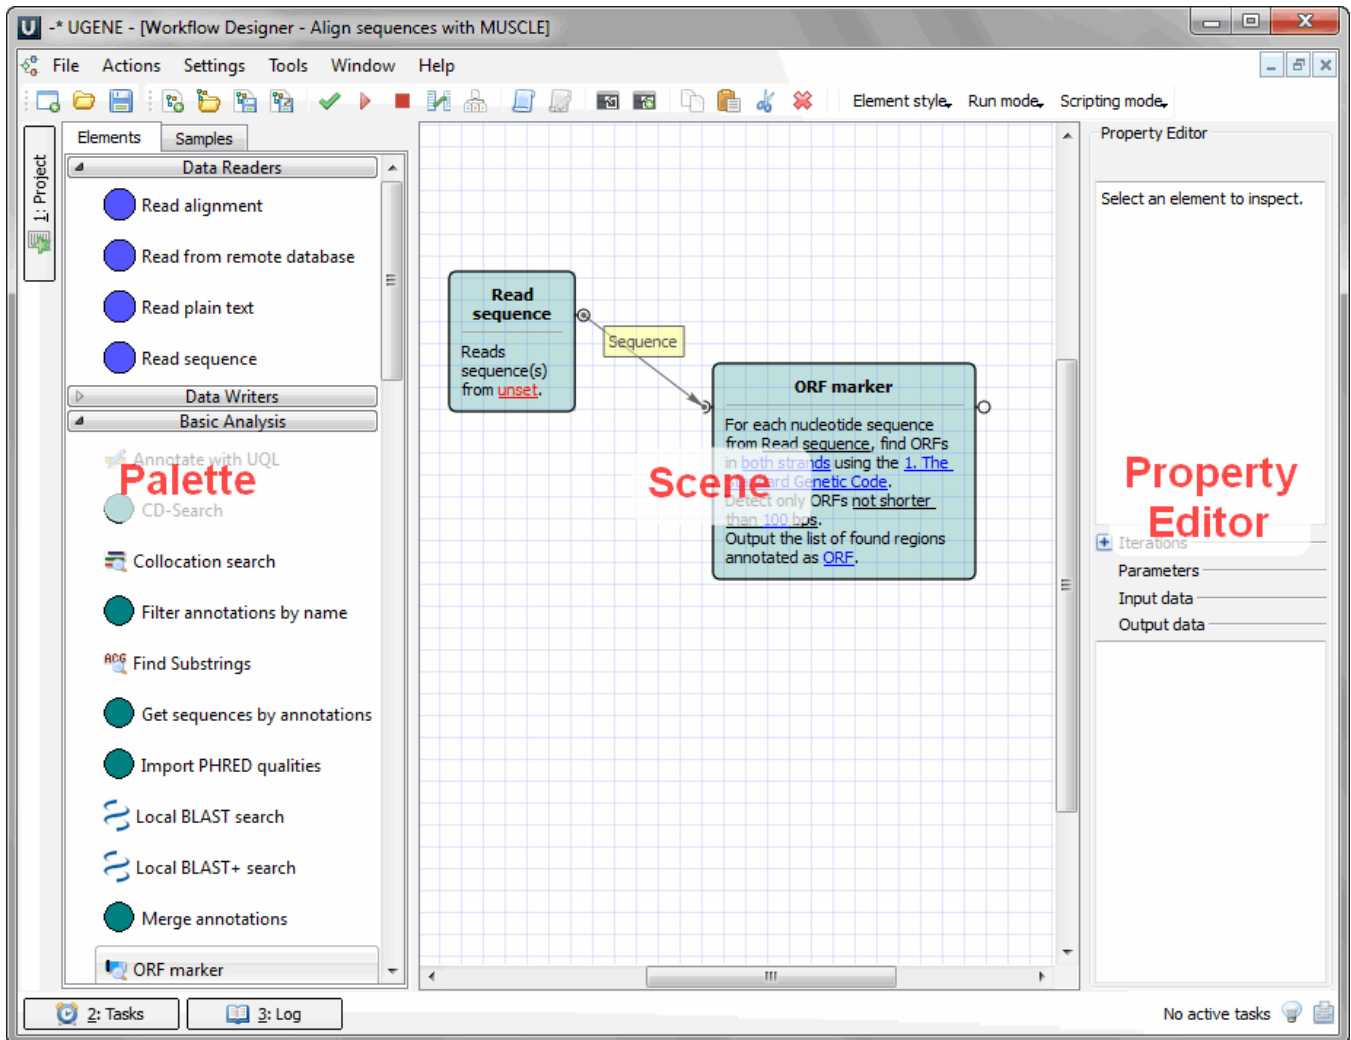 U -* UGENE - [Workflow Designer - Align sequences with MUSCLE]
File Actions Settings Tools Window Help
Element style Run mode Scripting mode
1: Project
Elements Samples
Data Readers
Read alignment
Read from remote database
Read plain text
Read sequence
Data Writers
Basic Analysis
Annotate with UQL
Palette
CD-Search
Collocation search
Filter annotations by name
ACG Find Substrings
Get sequences by annotations
Import PHRED qualities
Local BLAST search
Local BLAST+ search
Merge annotations
ORF marker
Read
sequence
Reads
sequence(s)
from unset.
Sequence
ORF marker
For each nucleotide sequence
from Read sequence, find ORFs
in both strands using the 1. The
Standard Genetic Code.
Detect only ORFs not shorter
than 100 bps.
Output the list of found regions
annotated as ORF.
Scene
Property Editor
Select an element to inspect.
Property
Editor
Iterations
Parameters
Input data
Output data
2: Tasks
3: Log
No active tasks